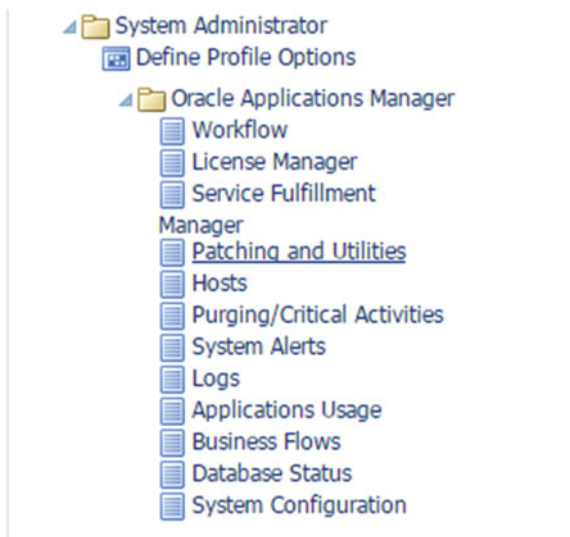 System Administrator
Define Profile Options
Oracle Applications Manager
Workflow
License Manager
Service Fulfillment
Manager
Patching and Utilities
Hosts
Purging/Critical Activities
System Alerts
Logs
Applications Usage
Business Flows
Database Status
System Configuration